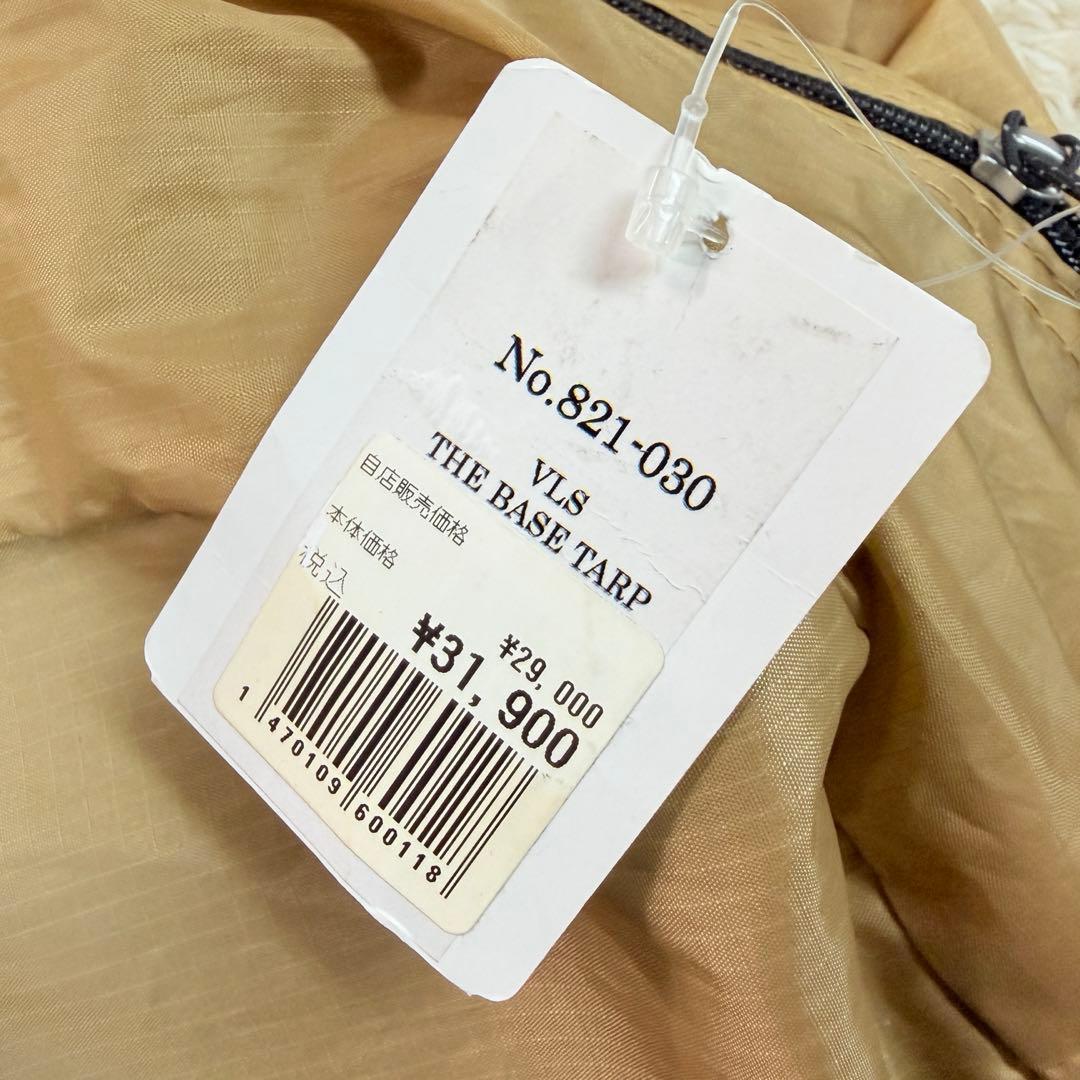 No.821-030
VLS
THE BASE TARP
自店販売価格
本体価格 ¥29,000
税込 ¥31,900
1 470109 600118